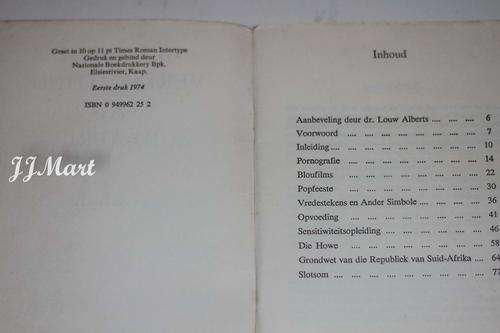 Geset in 10 op 11 pt Times Roman Intertype
Gedruk en gebind deur
Nasionale Boekdrukkery Bpk.
Elsiesrivier, Kaap.
Eerste druk 1974
ISBN 0 949962 25 2
JJMart
Inhoud
Aanbeveling deur dr. Louw Alberts .... .... .... 6
Voorwoord .... .... .... .... .... .... .... 7
Inleiding .... .... .... .... .... .... .... .... 10
Pornografie .... .... .... .... .... .... .... 14
Bloufilms .... .... .... .... .... .... .... 22
Popfeeste .... .... .... .... .... .... .... 30
Vredestekens en Ander Simbole .... .... .... .... 36
Opvoeding .... .... .... .... .... .... .... 41
Sensitiwiteitsopleiding .... .... .... .... .... 46
Die Howe .... .... .... .... .... .... .... 58
Grondwet van die Republiek van Suid-Afrika .... 64
Slotsom .... .... .... .... .... .... .... .... 77